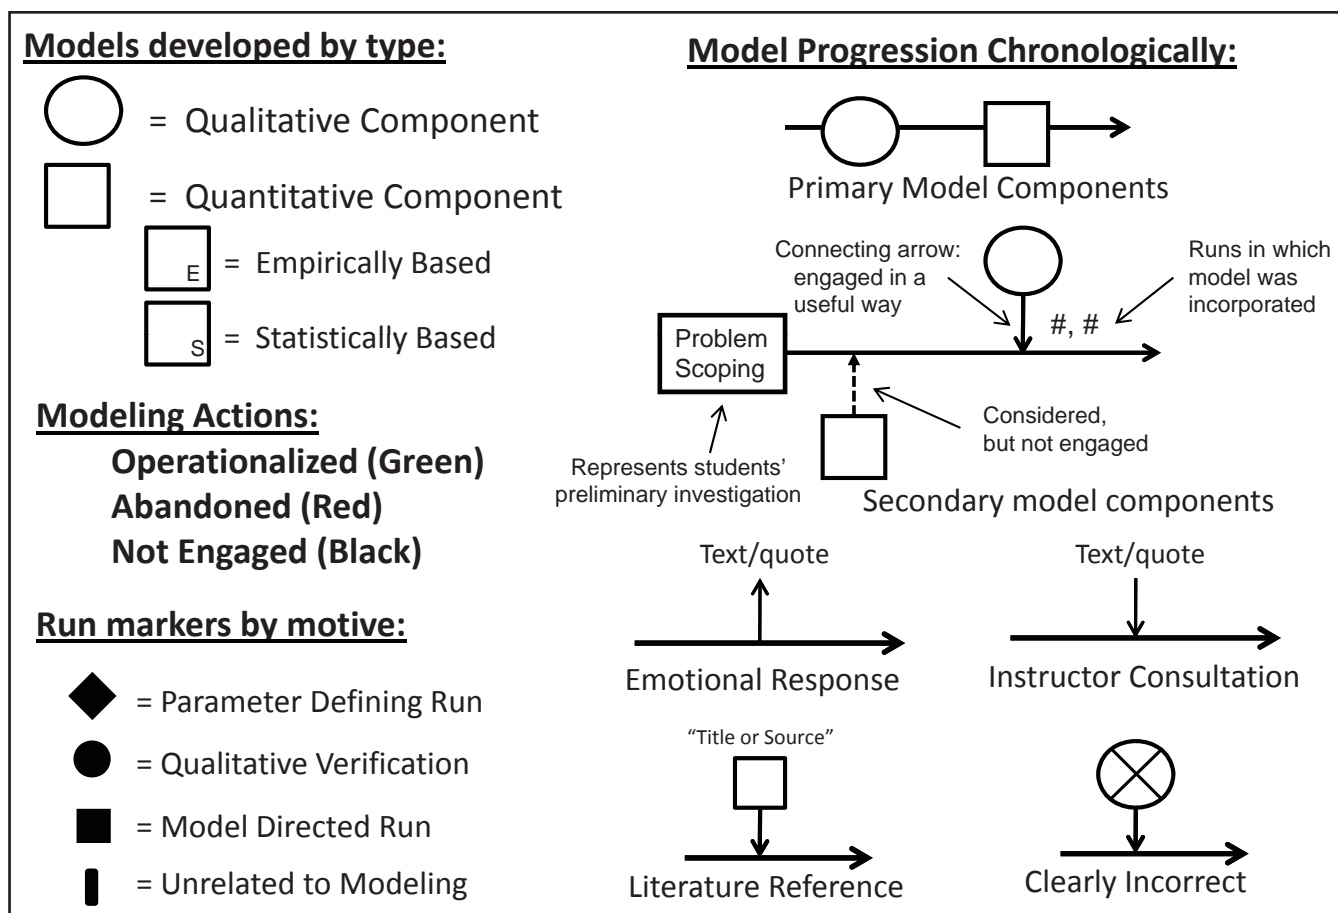 Models developed by type:
= Qualitative Component
= Quantitative Component
E = Empirically Based
S = Statistically Based
Modeling Actions:
Operationalized (Green)
Abandoned (Red)
Not Engaged (Black)
Run markers by motive:
= Parameter Defining Run
= Qualitative Verification
= Model Directed Run
= Unrelated to Modeling
Model Progression Chronologically:
Primary Model Components
Connecting arrow:
engaged in a
useful way
Runs in which
model was
incorporated
#, #
Problem
Scoping
Considered,
but not engaged
Represents students’
preliminary investigation
Secondary model components
Text/quote
Emotional Response
Text/quote
Instructor Consultation
“Title or Source”
Literature Reference
Clearly Incorrect